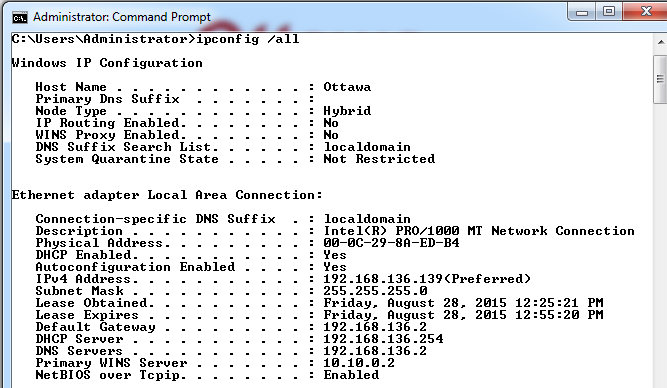 Administrator: Command Prompt
C:\Users\Administrator>ipconfig /all
Windows IP Configuration
Host Name . . . . . . . . . . . . : Ottawa
Primary Dns Suffix . . . . . . . :
Node Type . . . . . . . . . . . . : Hybrid
IP Routing Enabled. . . . . . . . : No
WINS Proxy Enabled. . . . . . . . : No
DNS Suffix Search List. . . . . . : localdomain
System Quarantine State . . . . . : Not Restricted
Ethernet adapter Local Area Connection:
Connection-specific DNS Suffix . : localdomain
Description . . . . . . . . . . . : Intel(R) PRO/1000 MT Network Connection
Physical Address. . . . . . . . . : 00-0C-29-8A-ED-B4
DHCP Enabled. . . . . . . . . . . : Yes
Autoconfiguration Enabled . . . . : Yes
IPv4 Address. . . . . . . . . . . : 192.168.136.139(Preferred)
Subnet Mask . . . . . . . . . . . : 255.255.255.0
Lease Obtained. . . . . . . . . . : Friday, August 28, 2015 12:25:21 PM
Lease Expires . . . . . . . . . . : Friday, August 28, 2015 12:55:20 PM
Default Gateway . . . . . . . . . : 192.168.136.2
DHCP Server . . . . . . . . . . . : 192.168.136.254
DNS Servers . . . . . . . . . . . : 192.168.136.2
Primary WINS Server . . . . . . . : 10.10.0.2
NetBIOS over Tcpip. . . . . . . . : Enabled